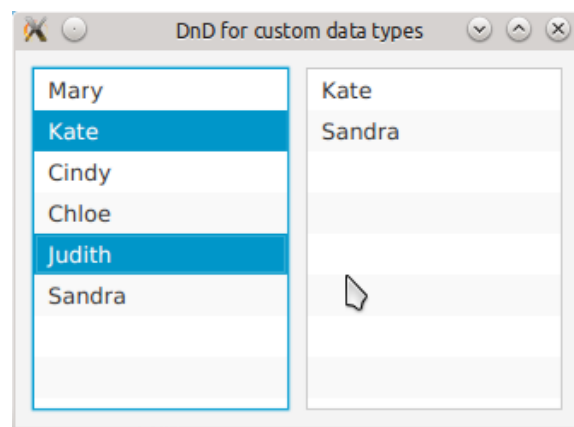 DnD for custom data types
Mary
Kate
Cindy
Chloe
Judith
Sandra
Kate
Sandra